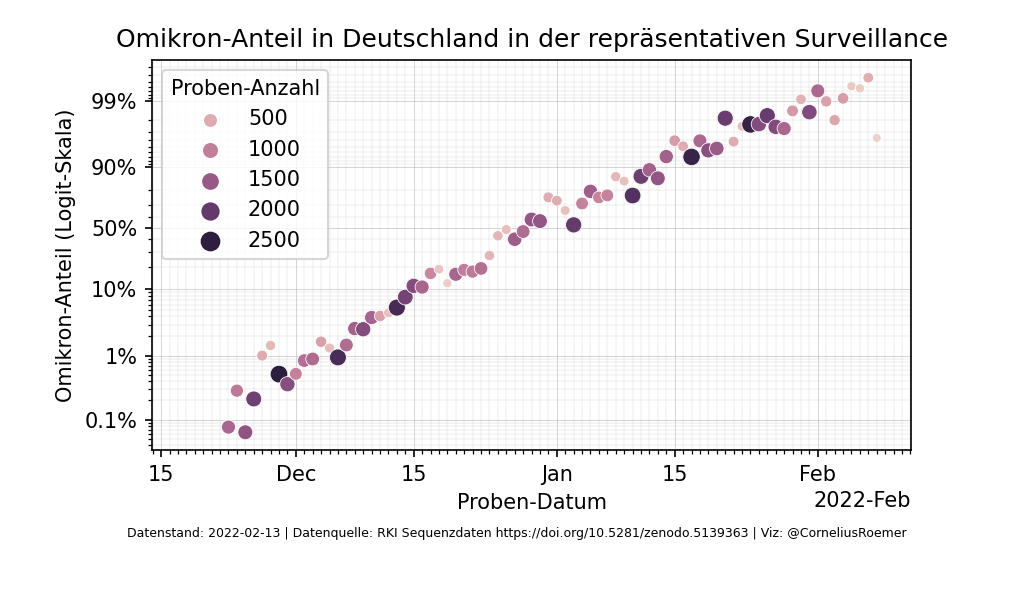 Omikron-Anteil in Deutschland in der repräsentativen Surveillance
Omikron-Anteil (Logit-Skala)
99%
90%
50%
10%
1%
0.1%
Proben-Anzahl
500
1000
1500
2000
2500
15
Dec
15
Jan
15
Feb
Proben-Datum
2022-Feb
Datenstand: 2022-02-13 | Datenquelle: RKI Sequenzdaten https://doi.org/10.5281/zenodo.5139363 | Viz: @CorneliusRoemer